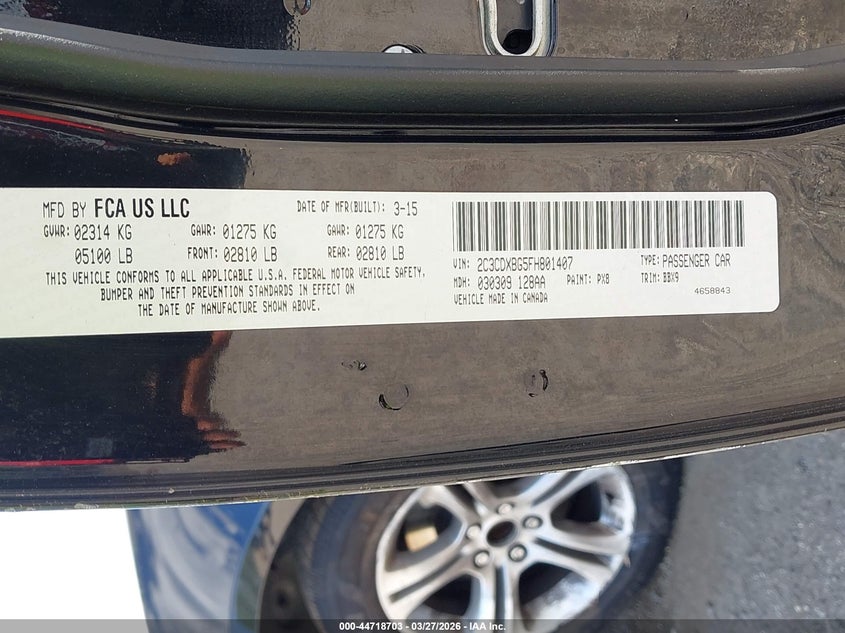 MFD BY FCA US LLC DATE OF MFR(BUILT): 3-15
GVWR: 02314 KG GAWR: 01275 KG GAWR: 01275 KG
05100 LB FRONT: 02810 LB REAR: 02810 LB
THIS VEHICLE CONFORMS TO ALL APPLICABLE U.S.A. FEDERAL MOTOR VEHICLE SAFETY,
BUMPER AND THEFT PREVENTION STANDARDS IN EFFECT ON
THE DATE OF MANUFACTURE SHOWN ABOVE.
VIN: 2C3CDXBG5FH801407 TYPE: PASSENGER CAR
MDH: 030309 128AA PAINT: PX8 TRIM: BBX9
VEHICLE MADE IN CANADA 4658843
000-44718703 - 03/27/2026 - IAA Inc.